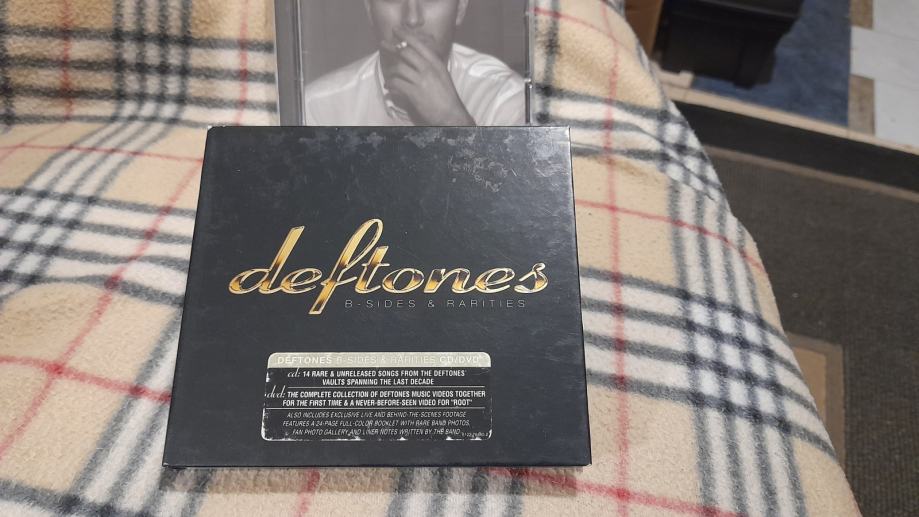 deftones
B-SIDES & RARITIES
DEFTONES B-SIDES & RARITIES CD/DVD
cd: 14 RARE & UNRELEASED SONGS FROM THE DEFTONES'
VAULTS SPANNING THE LAST DECADE
dvd: THE COMPLETE COLLECTION OF DEFTONES MUSIC VIDEOS TOGETHER
FOR THE FIRST TIME & A NEVER-BEFORE-SEEN VIDEO FOR "ROOT"
ALSO INCLUDES EXCLUSIVE LIVE AND BEHIND-THE-SCENES FOOTAGE
FEATURES A 24-PAGE FULL-COLOR BOOKLET WITH RARE BAND PHOTOS,
FAN PHOTO GALLERY AND LINER NOTES WRITTEN BY THE BAND